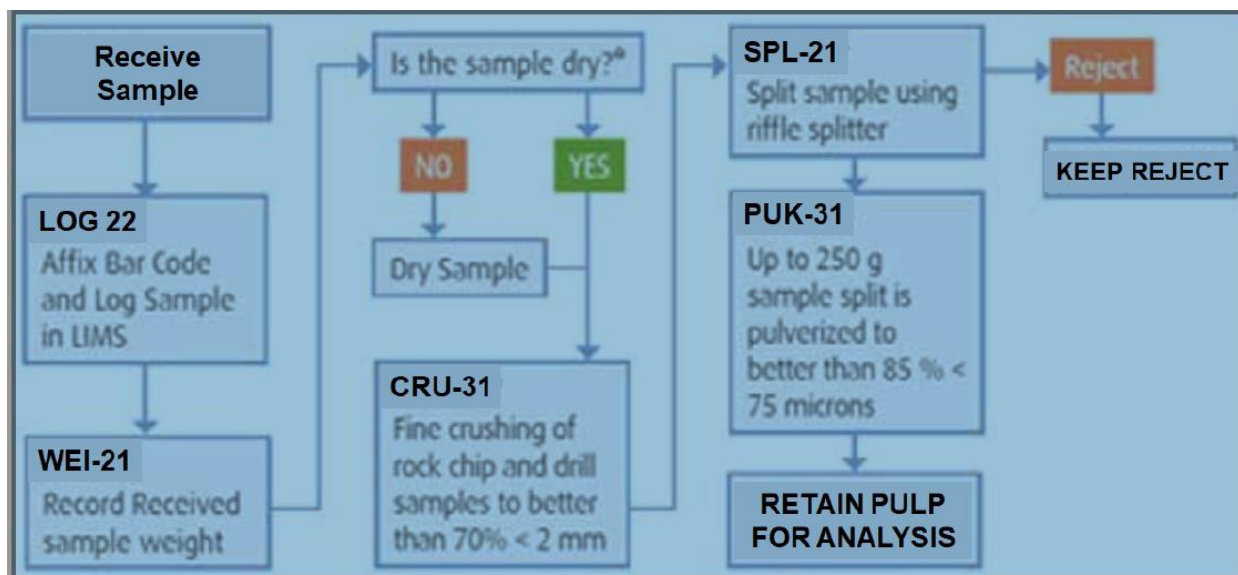 Receive
Sample
LOG 22
Affix Bar Code
and Log Sample
in LIMS
WEI-21
Record Received
sample weight
Is the sample dry?
NO
YES
Dry Sample
CRU-31
Fine crushing of
rock chip and drill
samples to better
than 70% < 2 mm
SPL-21
Split sample using
riffle splitter
Reject
KEEP REJECT
PUK-31
Up to 250 g
sample split is
pulverized to
better than 85 % <
75 microns
RETAIN PULP
FOR ANALYSIS